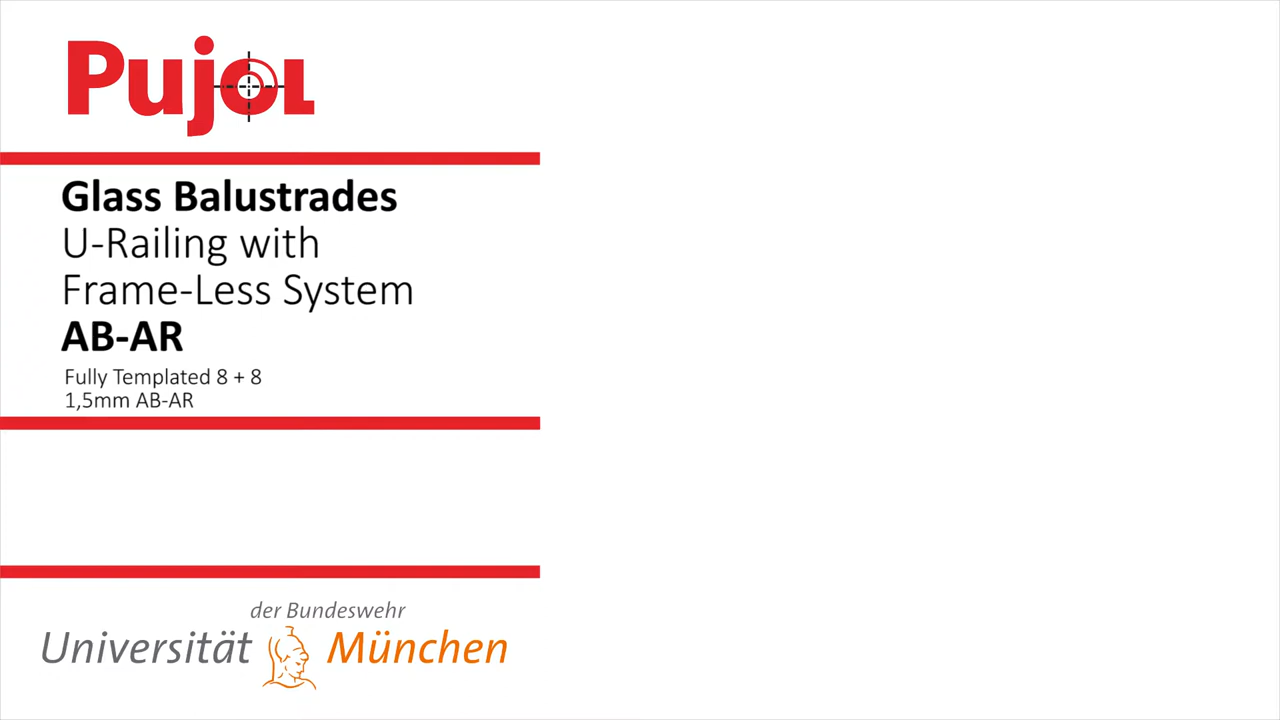 Pujol
Glass Balustrades
U-Railing with
Frame-Less System
AB-AR
Fully Templated 8 + 8
1,5mm AB-AR
der Bundeswehr
Universität München